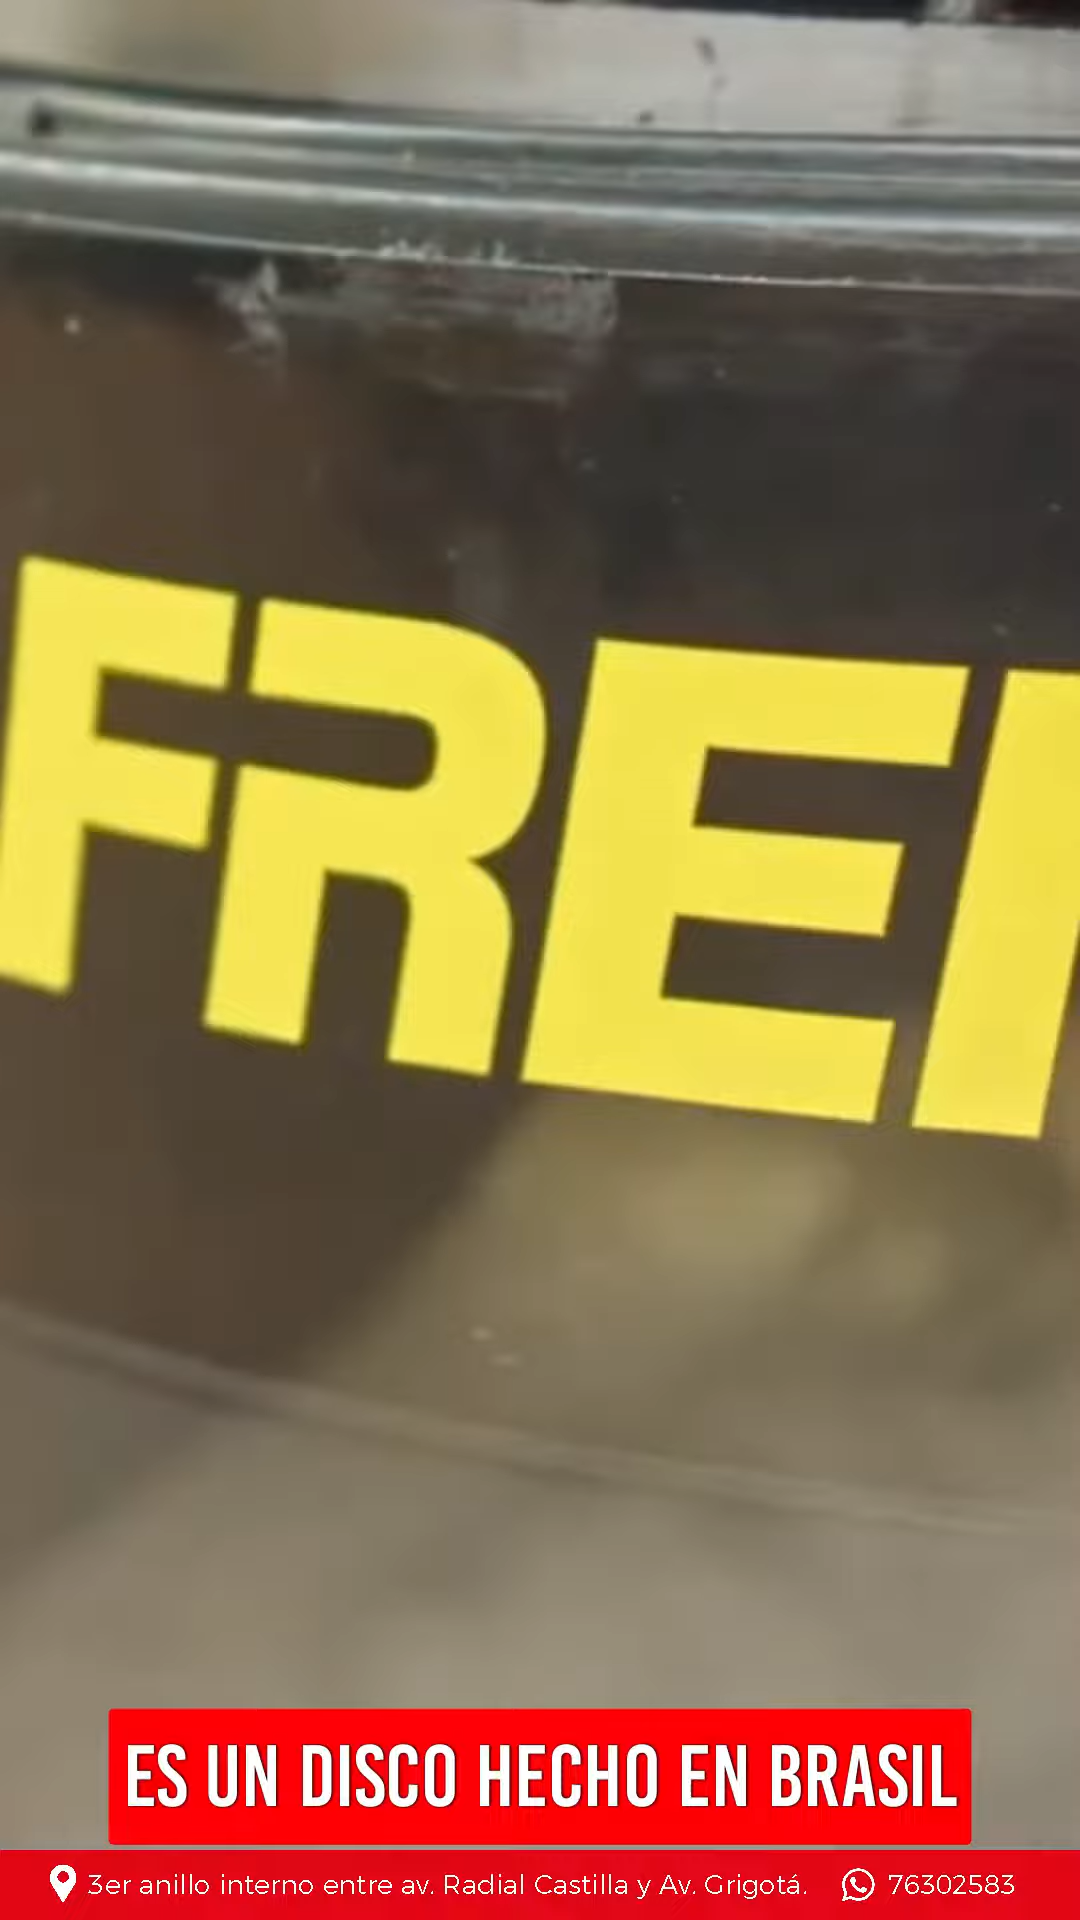 FREI
ES UN DISCO HECHO EN BRASIL
3er anillo interno entre av. Radial Castilla y Av. Grigotá. 76302583